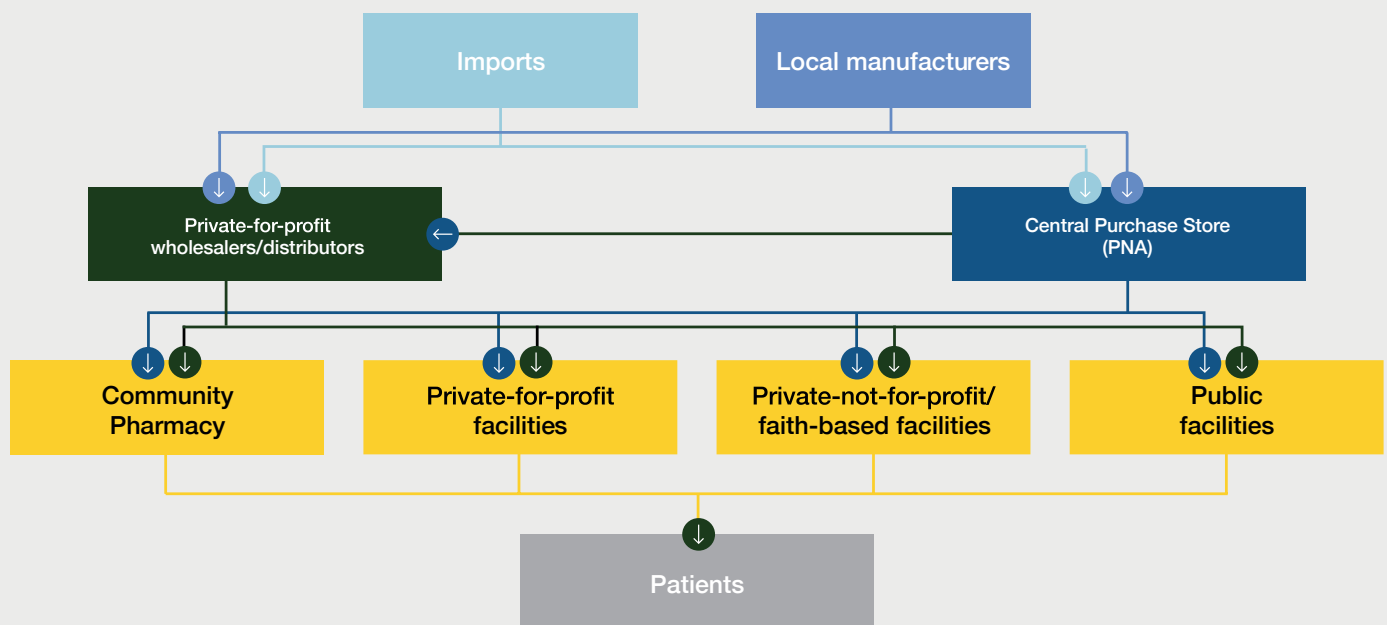 Imports
Local manufacturers
Private-for-profit
wholesalers/distributors
Central Purchase Store
(PNA)
Community
Pharmacy
Private-for-profit
facilities
Private-not-for-profit/
faith-based facilities
Public
facilities
Patients